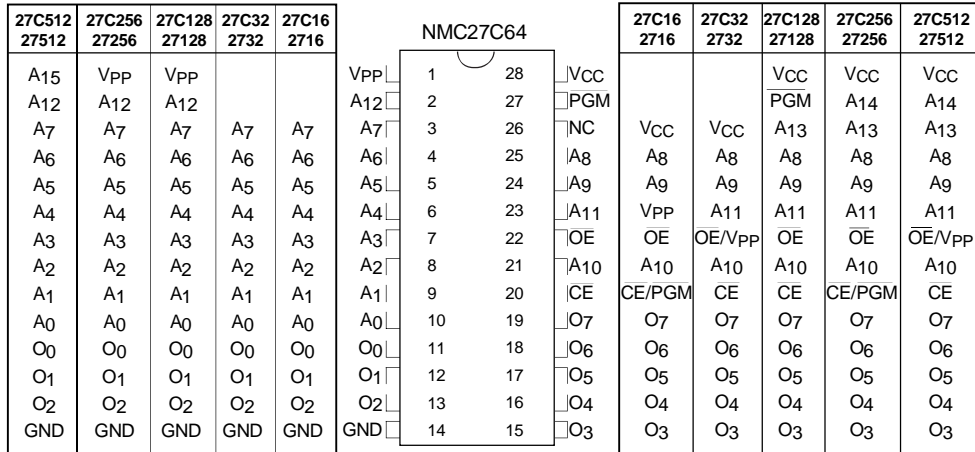 27C512 27C256 27C128 27C32 27C16 NMC27C64 27C16 27C32 27C128 27C256 27C512
27512 27256 27128 2732 2716 2716 2732 27128 27256 27512
A15 VPP VPP VPP 1 28 VCC VCC VCC VCC
A12 A12 A12 A12 2 27 PGM PGM A14 A14
A7 A7 A7 A7 A7 A7 3 26 NC VCC VCC A13 A13 A13
A6 A6 A6 A6 A6 A6 4 25 A8 A8 A8 A8 A8 A8
A5 A5 A5 A5 A5 A5 5 24 A9 A9 A9 A9 A9 A9
A4 A4 A4 A4 A4 A4 6 23 A11 VPP A11 A11 A11 A11
A3 A3 A3 A3 A3 A3 7 22 OE OE OE/VPP OE OE OE/VPP
A2 A2 A2 A2 A2 A2 8 21 A10 A10 A10 A10 A10 A10
A1 A1 A1 A1 A1 A1 9 20 CE CE/PGM CE CE CE/PGM CE
A0 A0 A0 A0 A0 A0 10 19 O7 O7 O7 O7 O7 O7
O0 O0 O0 O0 O0 O0 11 18 O6 O6 O6 O6 O6 O6
O1 O1 O1 O1 O1 O1 12 17 O5 O5 O5 O5 O5 O5
O2 O2 O2 O2 O2 O2 13 16 O4 O4 O4 O4 O4 O4
GND GND GND GND GND GND 14 15 O3 O3 O3 O3 O3 O3